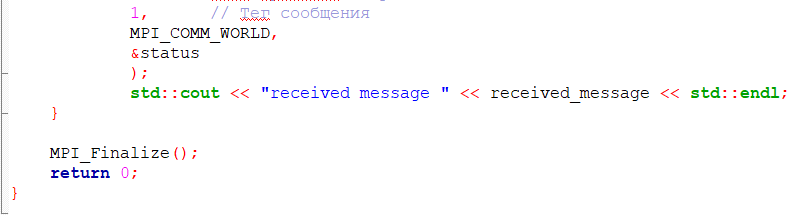 1,      // Тег сообщения
MPI_COMM_WORLD,
&status
);
std::cout << "received message " << received_message << std::endl;
}
MPI_Finalize();
return 0;
}